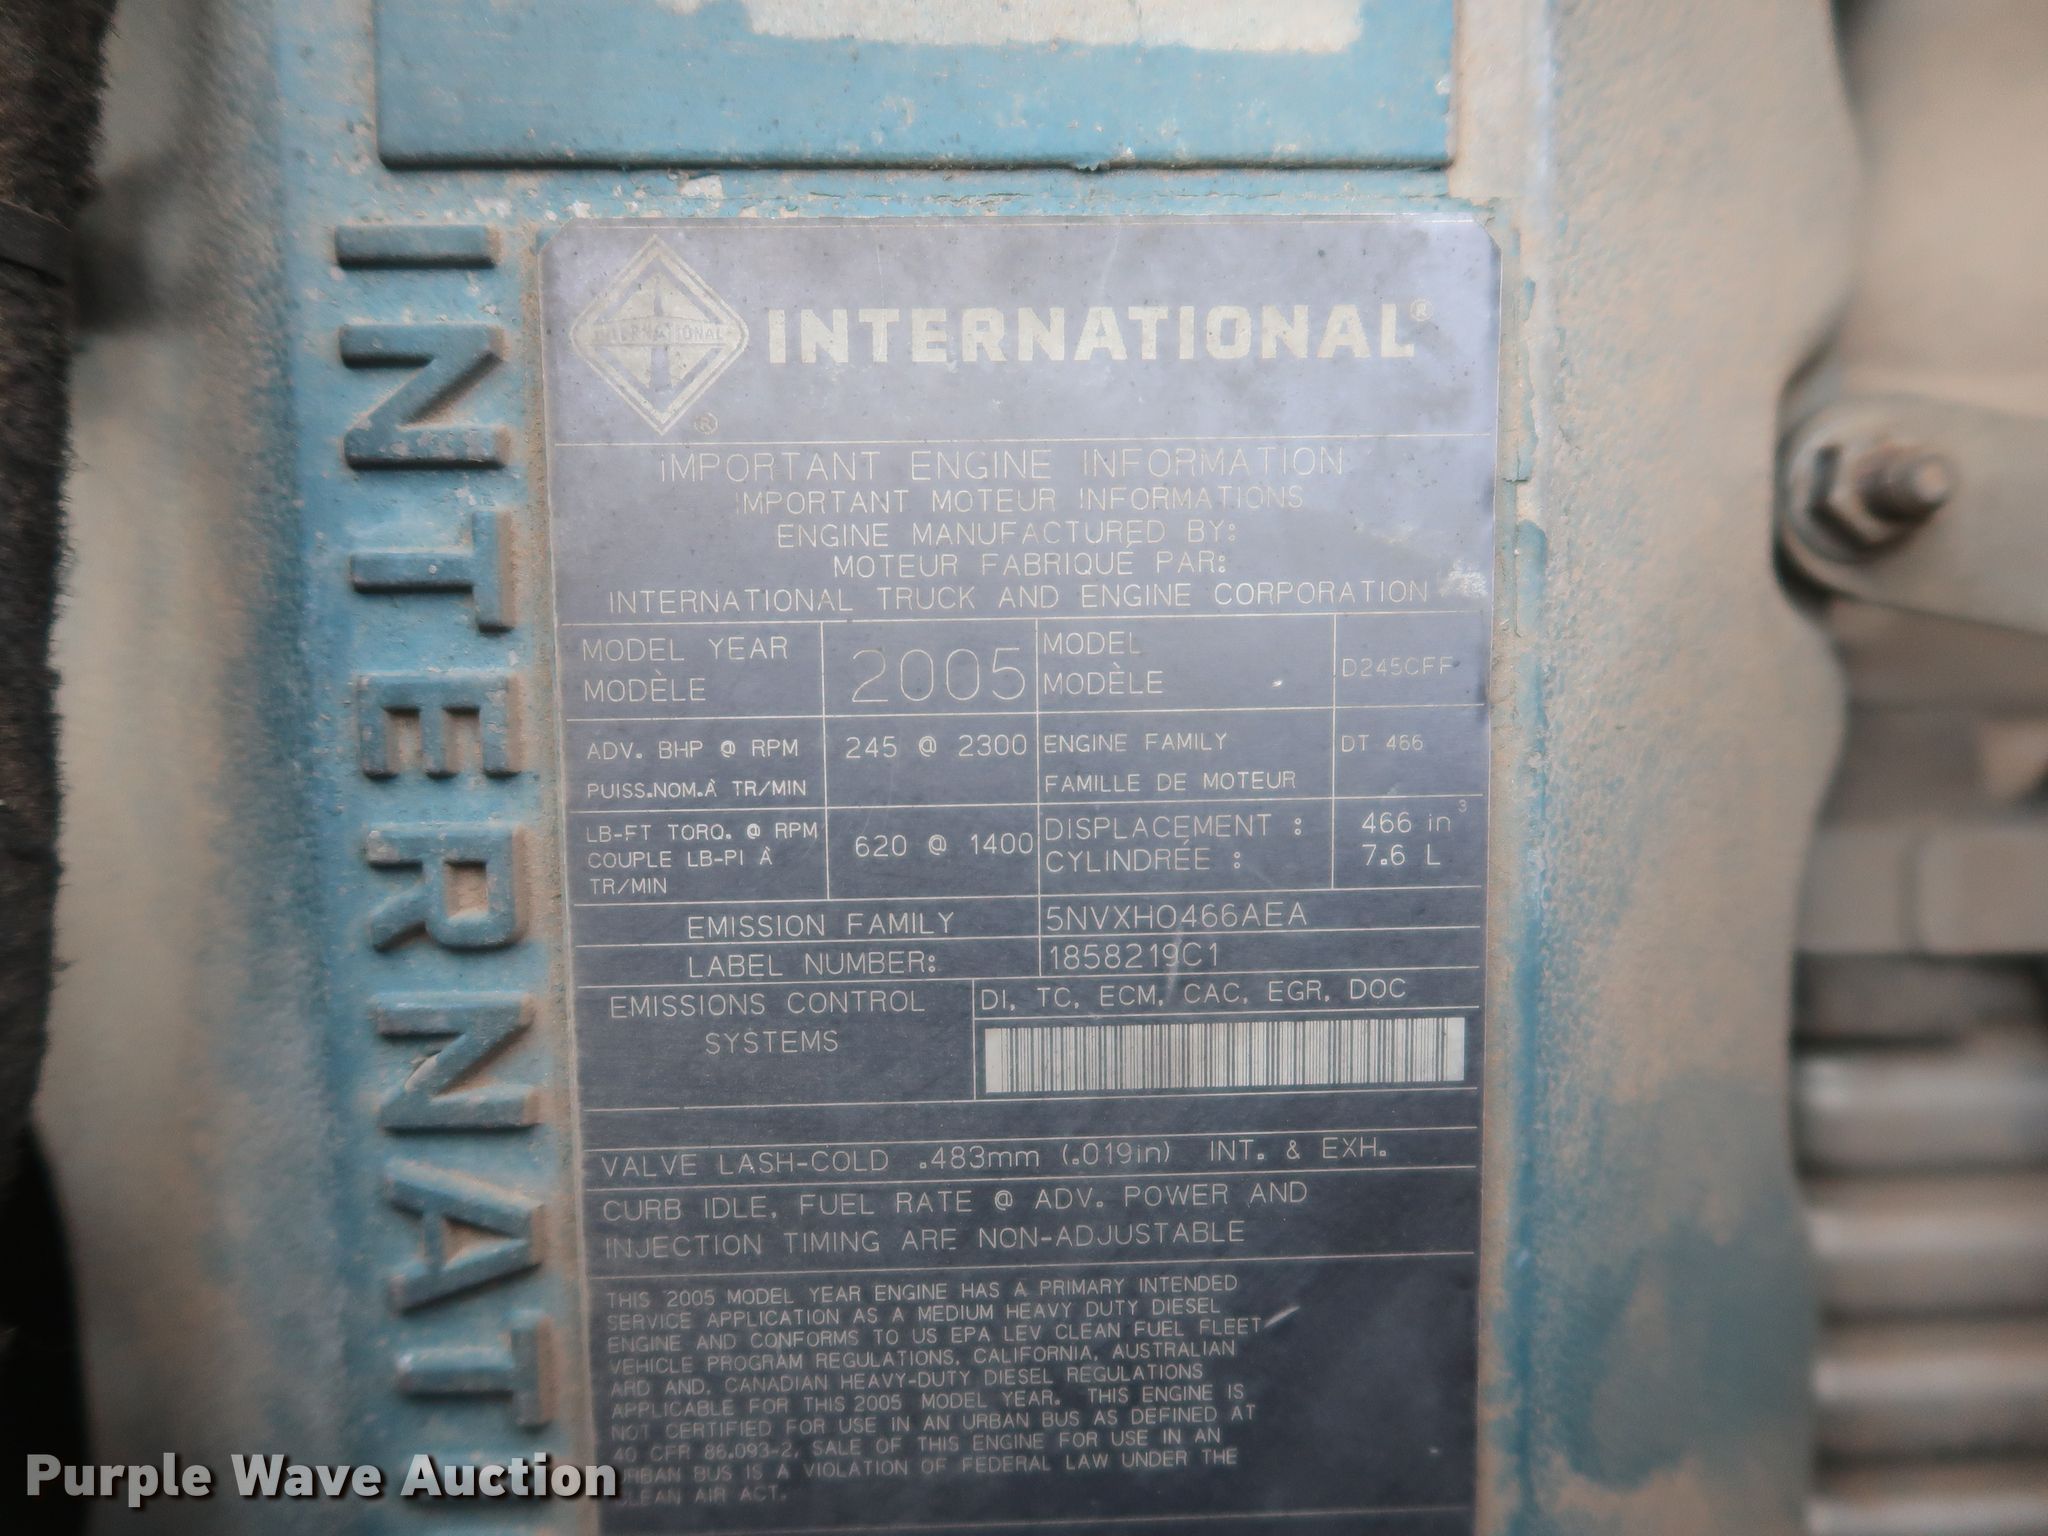 INTERNAT
INTERNATIONAL
INTERNATIONAL®
®
IMPORTANT ENGINE INFORMATION
IMPORTANT MOTEUR INFORMATIONS
ENGINE MANUFACTURED BY:
MOTEUR FABRIQUÉ PAR:
INTERNATIONAL TRUCK AND ENGINE CORPORATION
MODEL YEAR
MODÈLE
2005
MODEL
MODÈLE
D245CFF
ADV. BHP @ RPM
PUISS.NOM.À TR/MIN
245 @ 2300
ENGINE FAMILY
FAMILLE DE MOTEUR
DT 466
LB-FT TORQ. @ RPM
COUPLE LB-PI À
TR/MIN
620 @ 1400
DISPLACEMENT :
CYLINDRÉE :
466 in³
7.6 L
EMISSION FAMILY
5NVXH0466AEA
LABEL NUMBER:
1858219C1
EMISSIONS CONTROL
SYSTEMS
DI, TC, ECM, CAC, EGR, DOC
VALVE LASH-COLD .483mm (.019in) INT. & EXH.
CURB IDLE, FUEL RATE @ ADV. POWER AND
INJECTION TIMING ARE NON-ADJUSTABLE
THIS 2005 MODEL YEAR ENGINE HAS A PRIMARY INTENDED
SERVICE APPLICATION AS A MEDIUM HEAVY DUTY DIESEL
ENGINE AND CONFORMS TO US EPA LEV CLEAN FUEL FLEET
VEHICLE PROGRAM REGULATIONS, CALIFORNIA, AUSTRALIAN
ARD AND, CANADIAN HEAVY-DUTY DIESEL REGULATIONS
APPLICABLE FOR THIS 2005 MODEL YEAR. THIS ENGINE IS
NOT CERTIFIED FOR USE IN AN URBAN BUS AS DEFINED AT
40 CFR 86.093-2, SALE OF THIS ENGINE FOR USE IN AN
URBAN BUS IS A VIOLATION OF FEDERAL LAW UNDER THE
CLEAN AIR ACT.
Purple Wave Auction